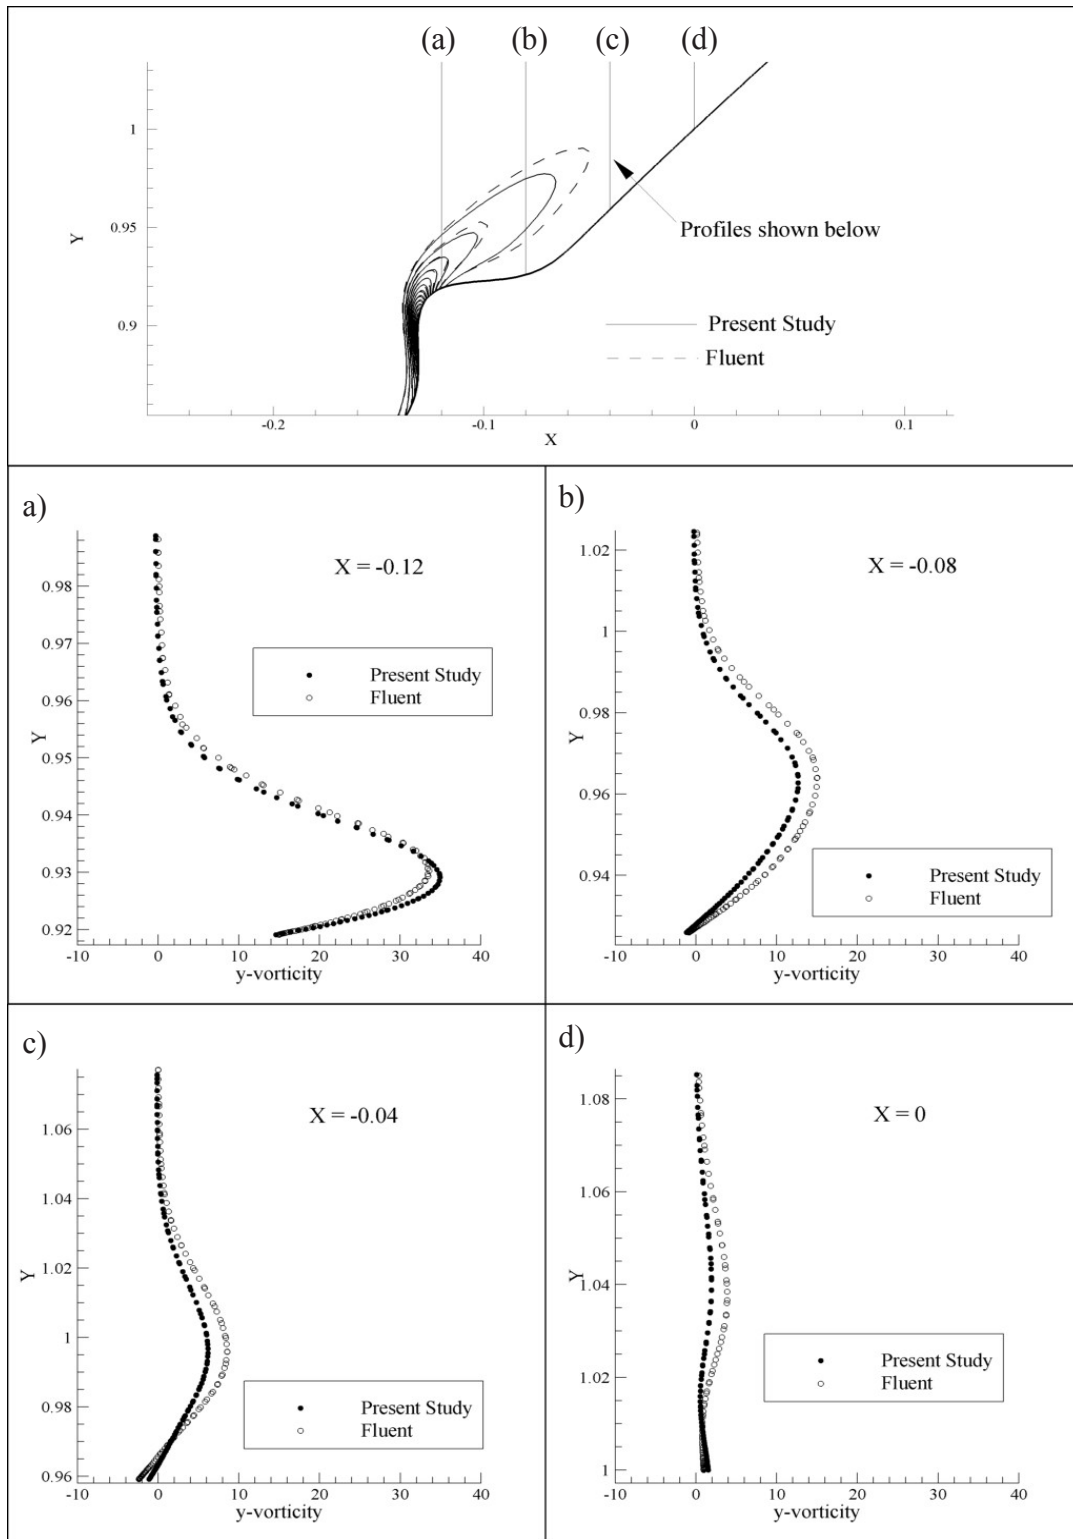 (a) (b) (c) (d)
1
0.95
0.9
Y
Profiles shown below
Present Study
Fluent
-0.2 -0.1 0 0.1
X
a)
X = -0.12
0.98
0.97
0.96
0.95
0.94
0.93
0.92
Y
Present Study
Fluent
-10 0 10 20 30 40
y-vorticity
b)
X = -0.08
1.02
1
0.98
0.96
0.94
Y
Present Study
Fluent
-10 0 10 20 30 40
y-vorticity
c)
X = -0.04
1.06
1.04
1.02
1
0.98
0.96
Y
Present Study
Fluent
-10 0 10 20 30 40
y-vorticity
d)
X = 0
1.08
1.06
1.04
1.02
1
Y
Present Study
Fluent
-10 0 10 20 30 40
y-vorticity